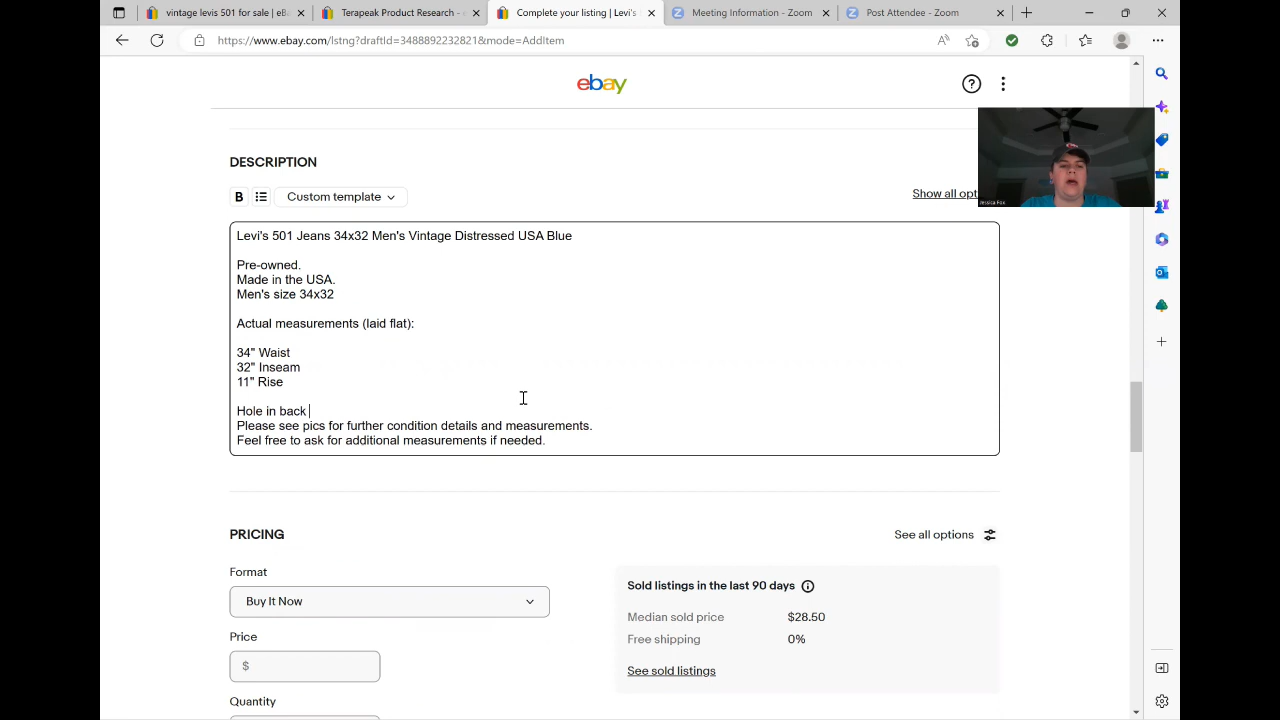 vintage levis 501 for sale | eB
Terapeak Product Research - e
Complete your listing | Levi's
Meeting Information - Zoom
Post Attendee - Zoom
https://www.ebay.com/lstng?draftId=3488892232821&mode=AddItem
ebay
DESCRIPTION
B
Custom template
Show all opt
Jessica Fox
Levi's 501 Jeans 34x32 Men's Vintage Distressed USA Blue
Pre-owned.
Made in the USA.
Men's size 34x32
Actual measurements (laid flat):
34" Waist
32" Inseam
11" Rise
Hole in back
Please see pics for further condition details and measurements.
Feel free to ask for additional measurements if needed.
PRICING
See all options
Format
Buy It Now
Price
$
Quantity
Sold listings in the last 90 days
Median sold price $28.50
Free shipping 0%
See sold listings